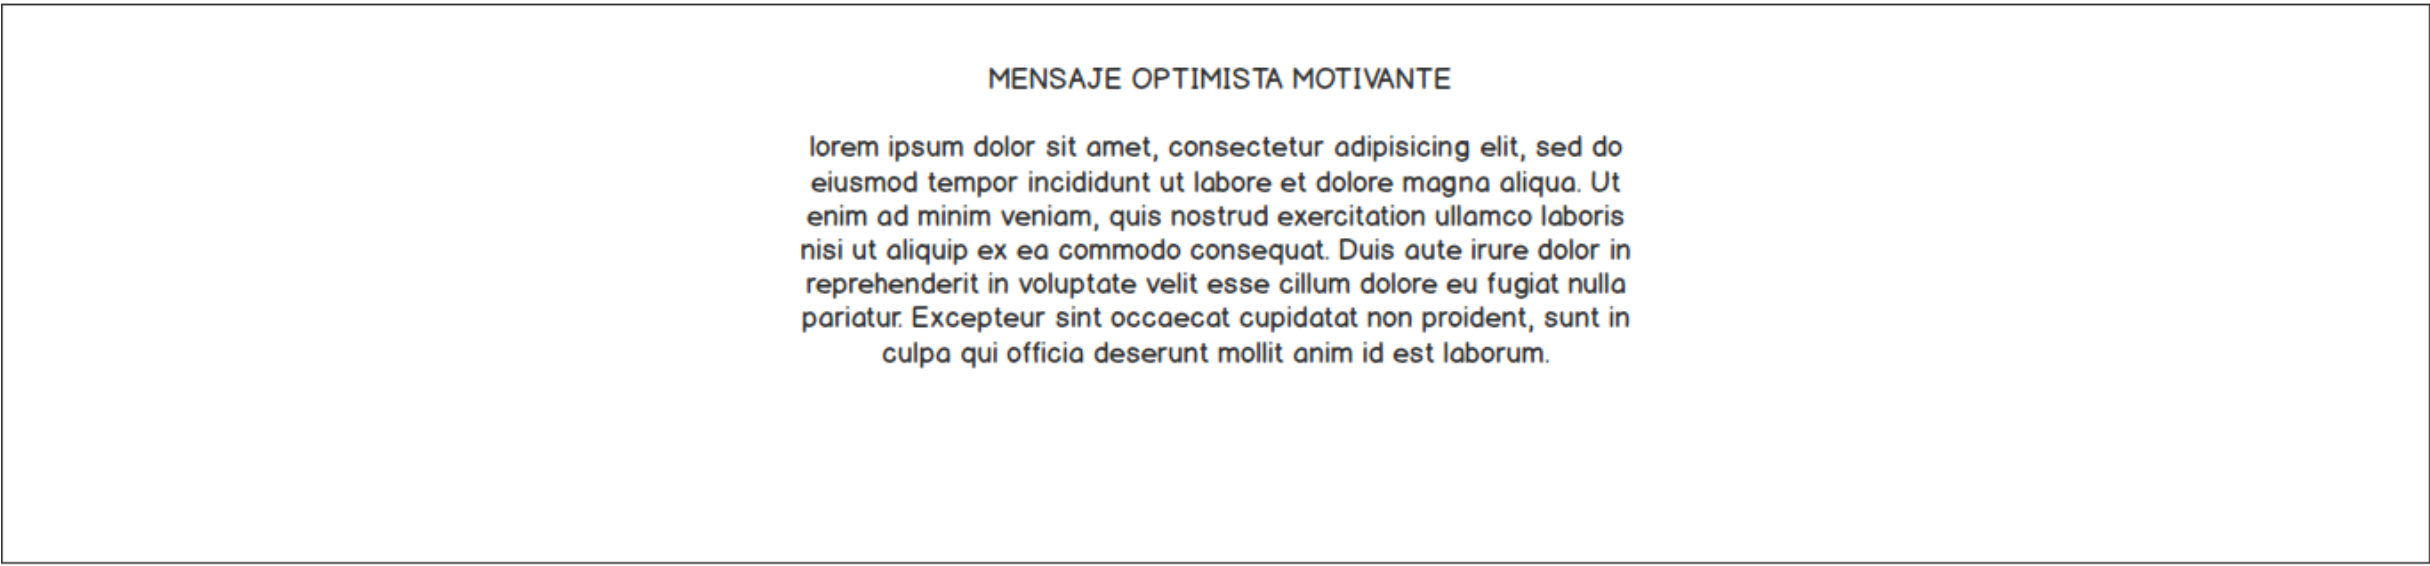 MENSAJE OPTIMISTA MOTIVANTE
lorem ipsum dolor sit amet, consectetur adipisicing elit, sed do
eiusmod tempor incididunt ut labore et dolore magna aliqua. Ut
enim ad minim veniam, quis nostrud exercitation ullamco laboris
nisi ut aliquip ex ea commodo consequat. Duis aute irure dolor in
reprehenderit in voluptate velit esse cillum dolore eu fugiat nulla
pariatur. Excepteur sint occaecat cupidatat non proident, sunt in
culpa qui officia deserunt mollit anim id est laborum.